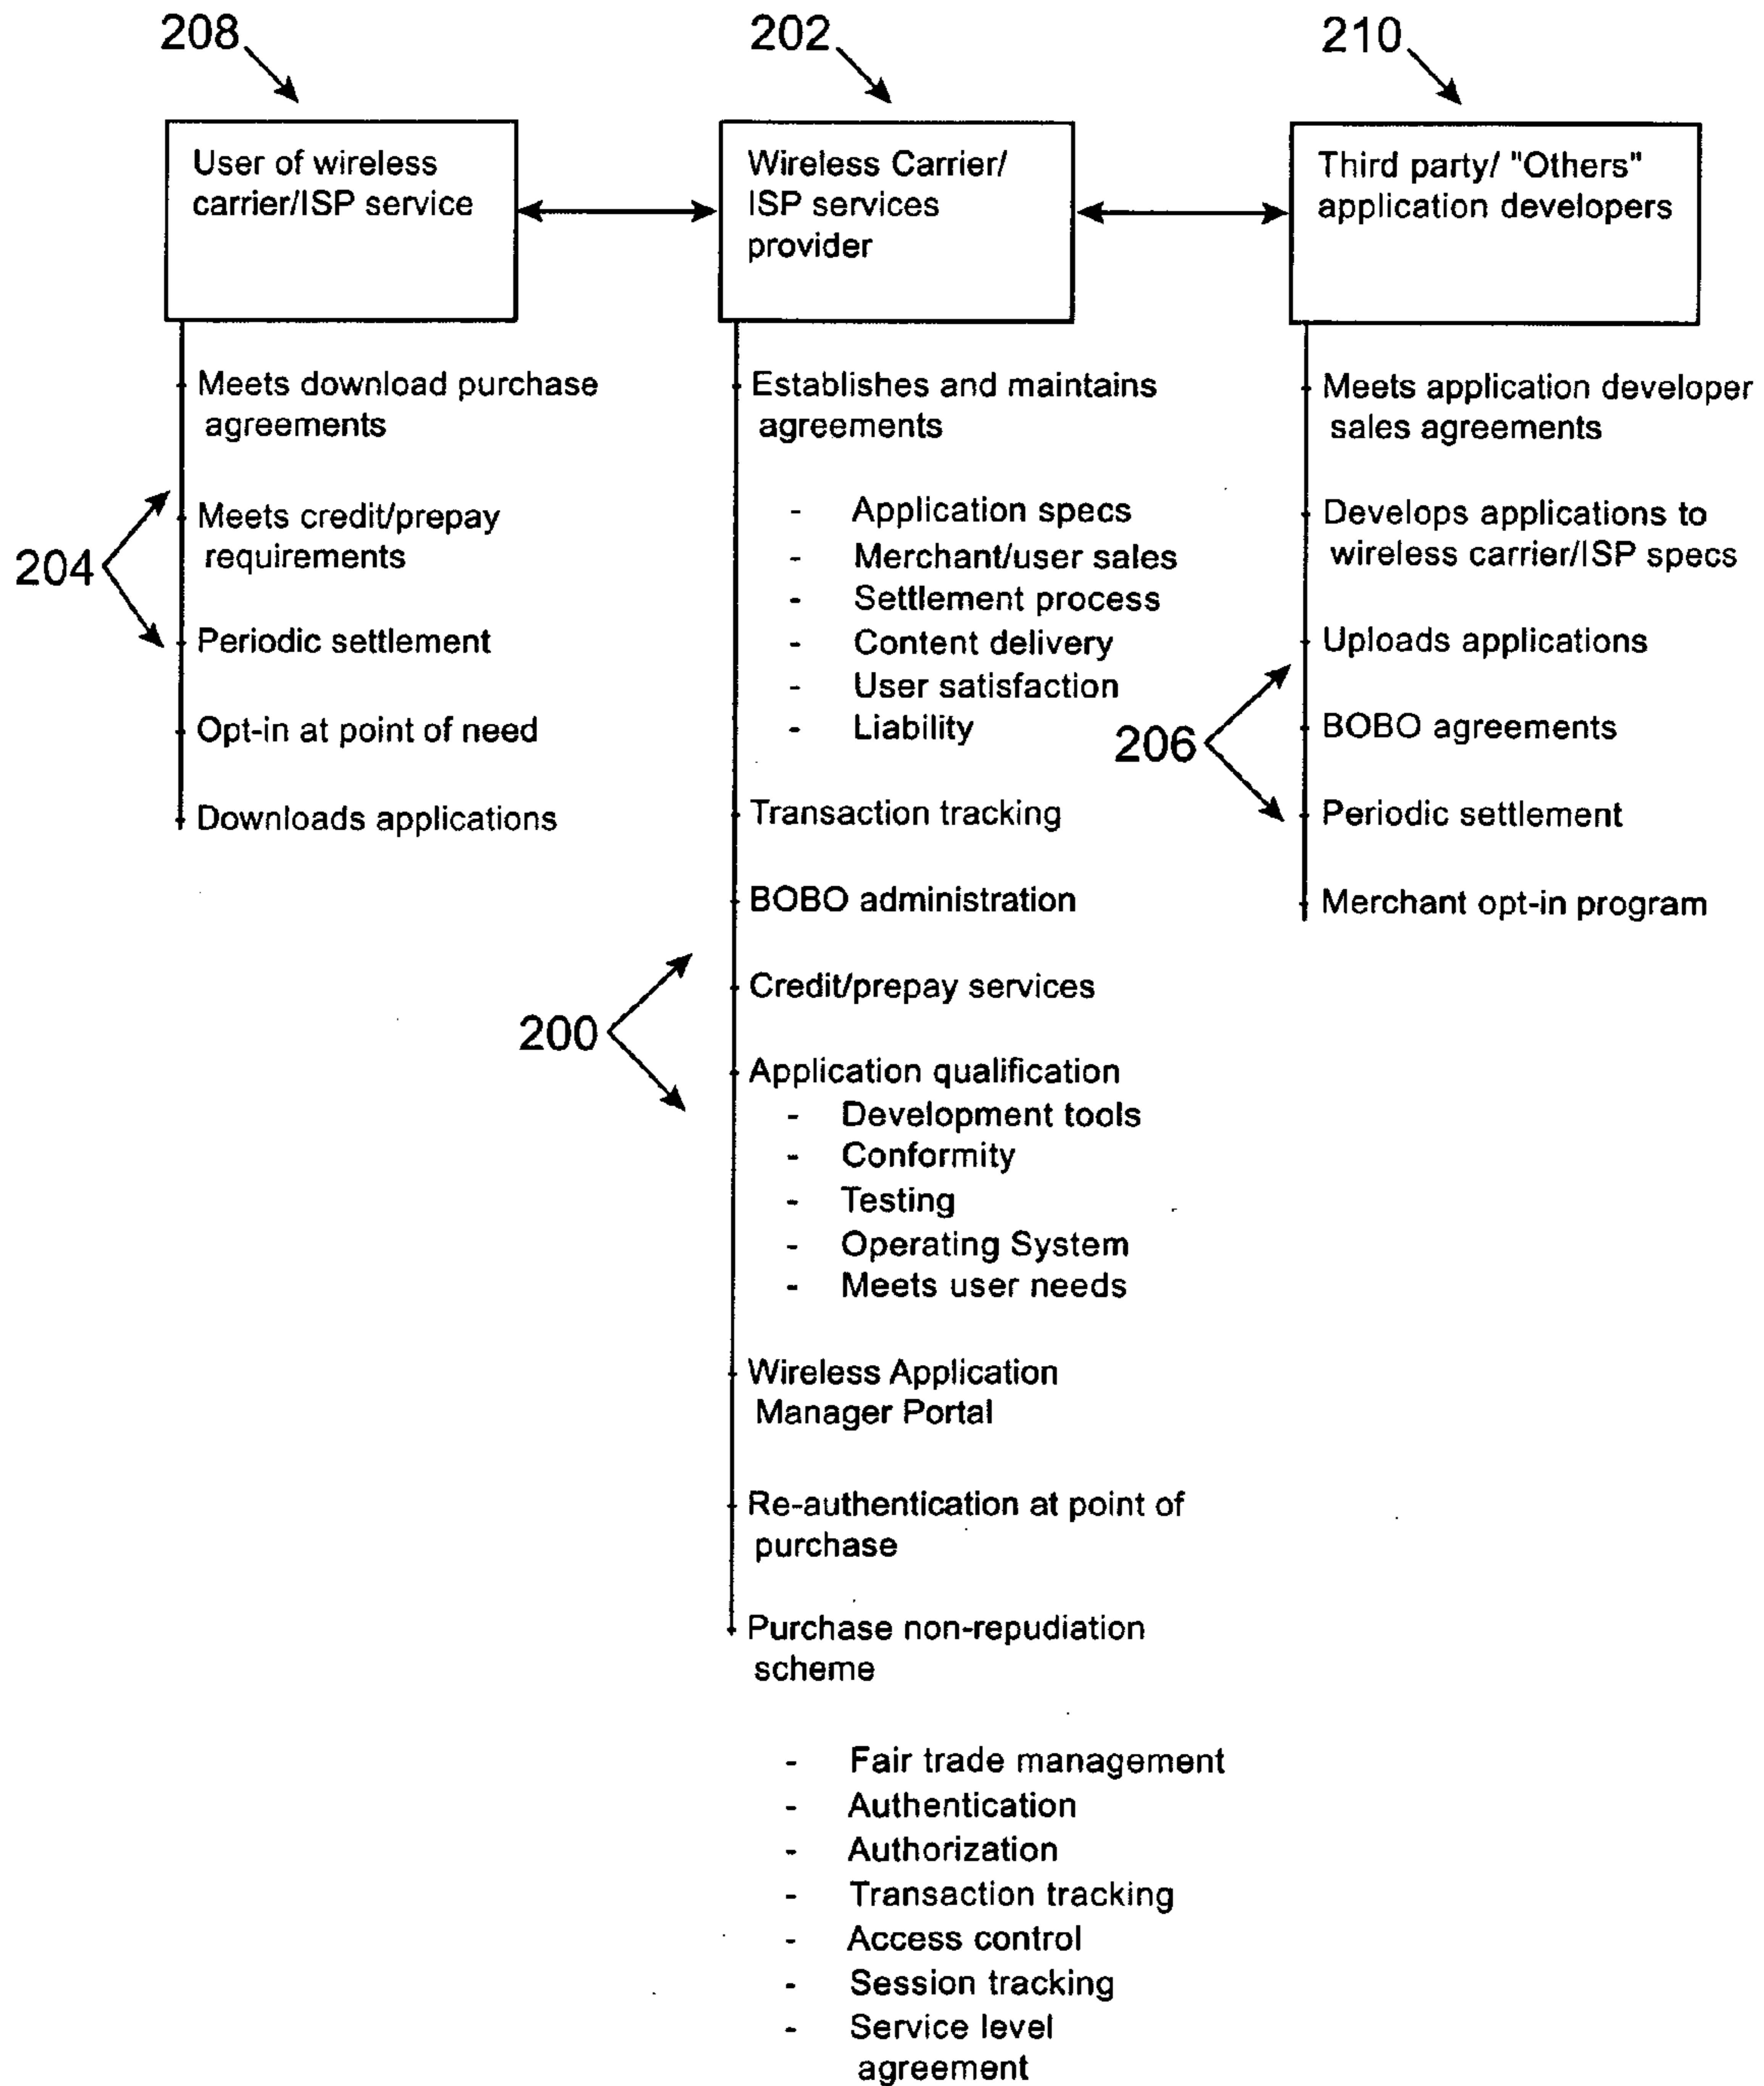 208
202
210
User of wireless
carrier/ISP service
Wireless Carrier/
ISP services
provider
Third party/ "Others"
application developers
Meets download purchase
agreements
Meets credit/prepay
requirements
204
Periodic settlement
Opt-in at point of need
Downloads applications
Establishes and maintains
agreements
- Application specs
- Merchant/user sales
- Settlement process
- Content delivery
- User satisfaction
- Liability
Transaction tracking
BOBO administration
Credit/prepay services
200
Application qualification
- Development tools
- Conformity
- Testing
- Operating System
- Meets user needs
Wireless Application
Manager Portal
Re-authentication at point of
purchase
Purchase non-repudiation
scheme
- Fair trade management
- Authentication
- Authorization
- Transaction tracking
- Access control
- Session tracking
- Service level
agreement
Meets application developer
sales agreements
Develops applications to
wireless carrier/ISP specs
Uploads applications
206
BOBO agreements
Periodic settlement
Merchant opt-in program